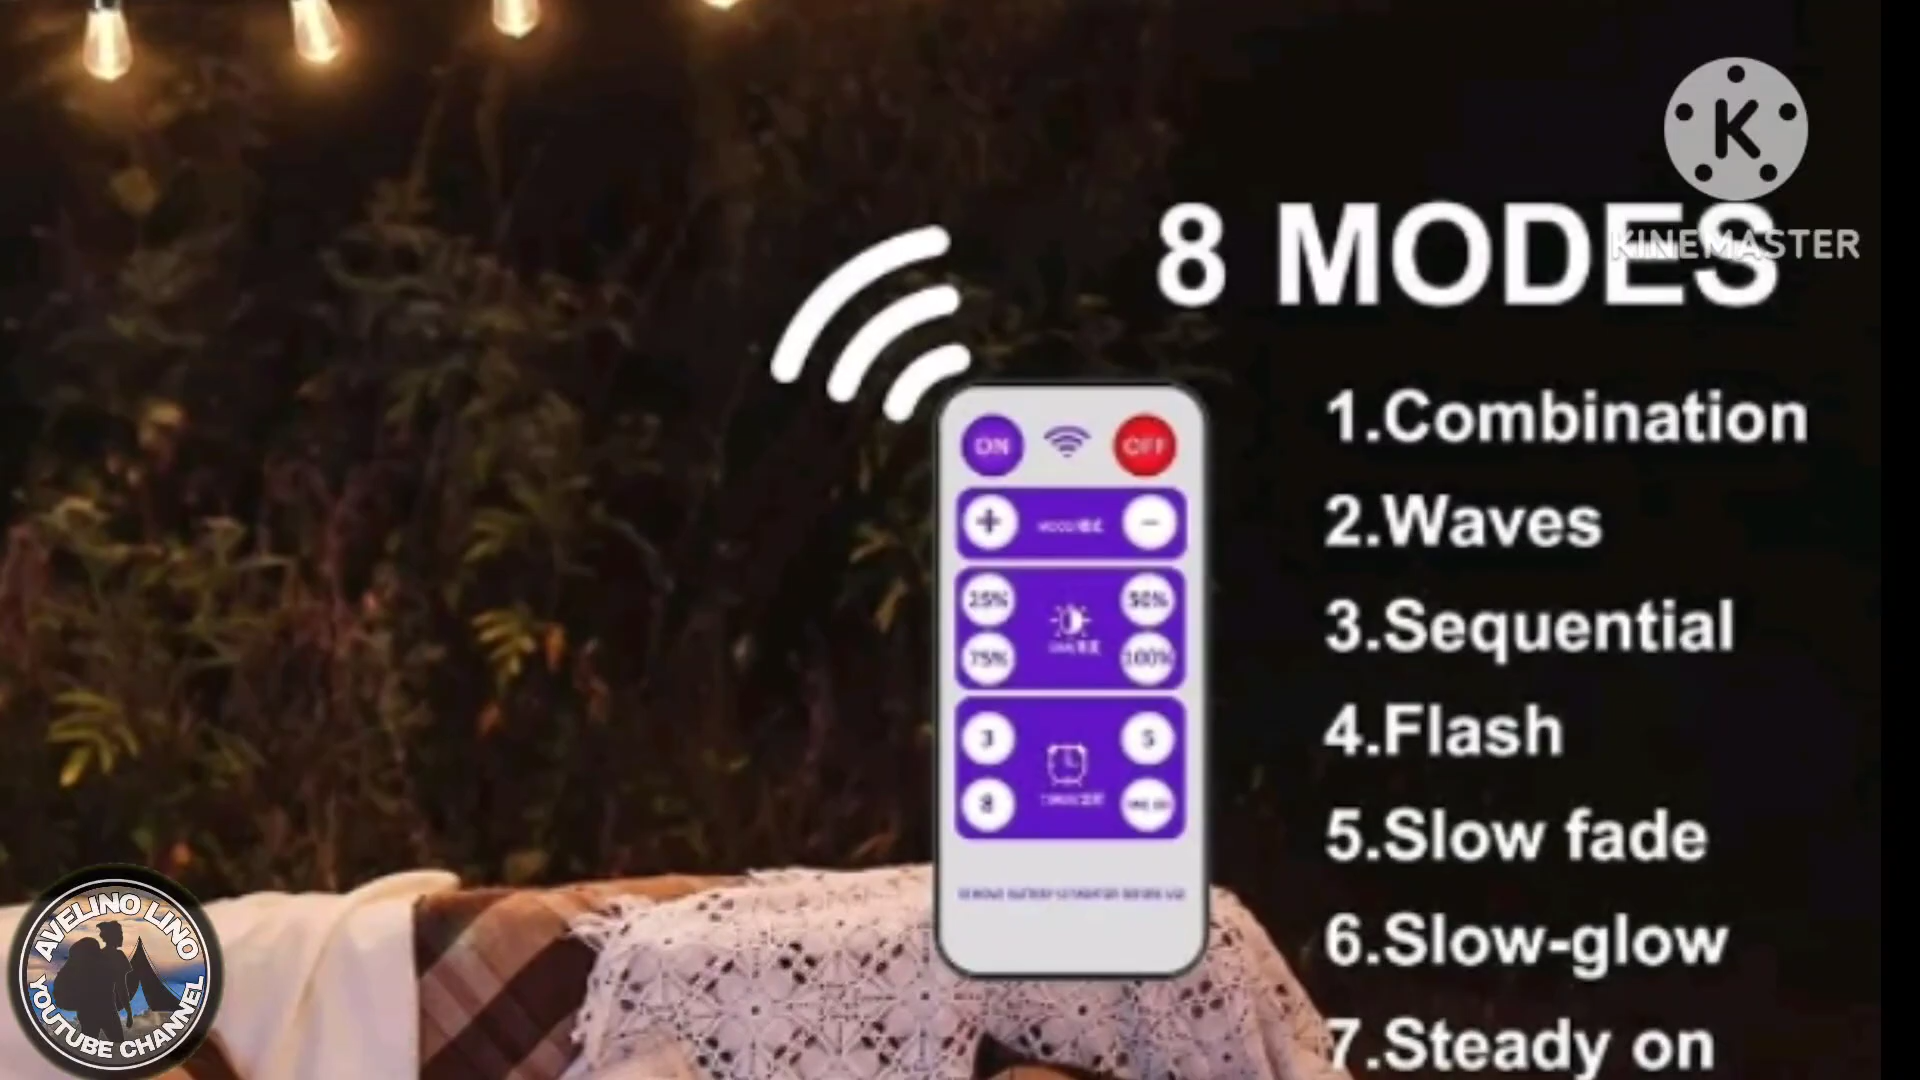 K
KINEMASTER
8 MODES
1.Combination
2.Waves
3.Sequential
4.Flash
5.Slow fade
6.Slow-glow
7.Steady on
ON
OFF
+
-
25%
50%
75%
100%
3
5
8
AVELINO LINO
YOUTUBE CHANNEL